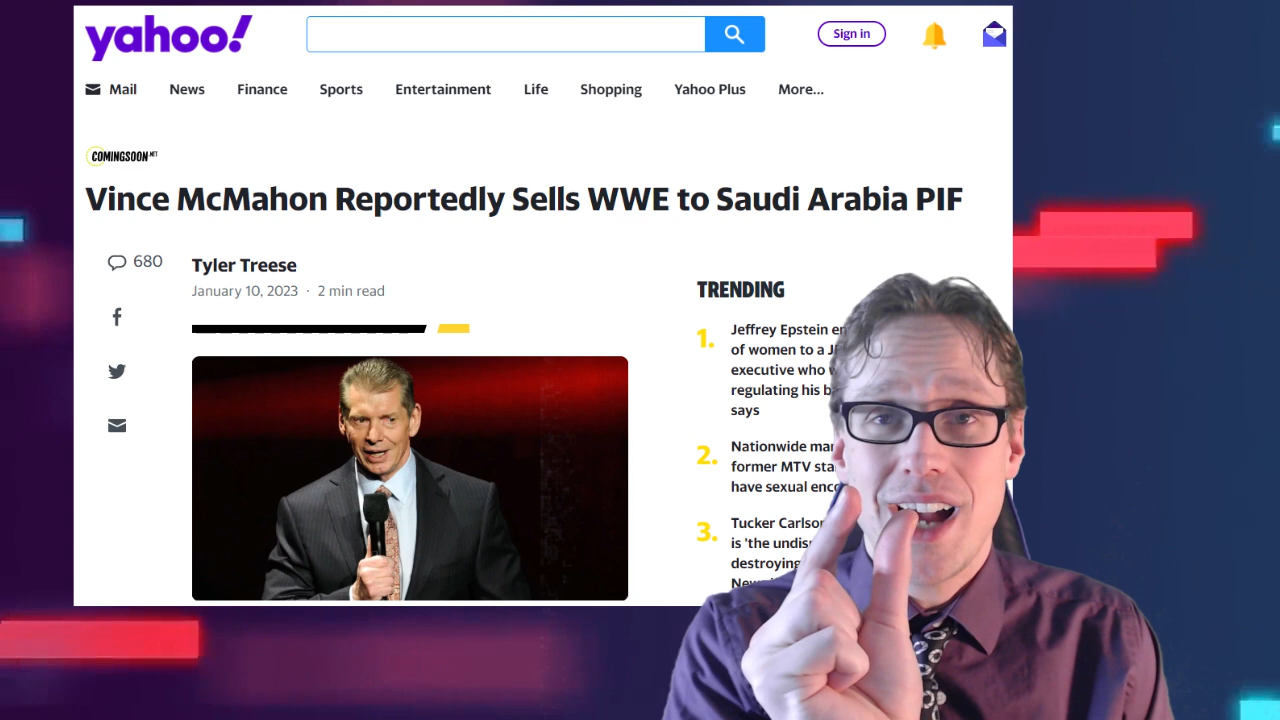 yahoo!
Sign in
Mail News Finance Sports Entertainment Life Shopping Yahoo Plus More...
COMINGSOON.NET
Vince McMahon Reportedly Sells WWE to Saudi Arabia PIF
680
Tyler Treese
January 10, 2023 · 2 min read
TRENDING
1.
Jeffrey Epstein
of women to a
executive who
regulating his
says
2.
Nationwide
former MTV
have sexual
3.
Tucker
is 'the
destroying